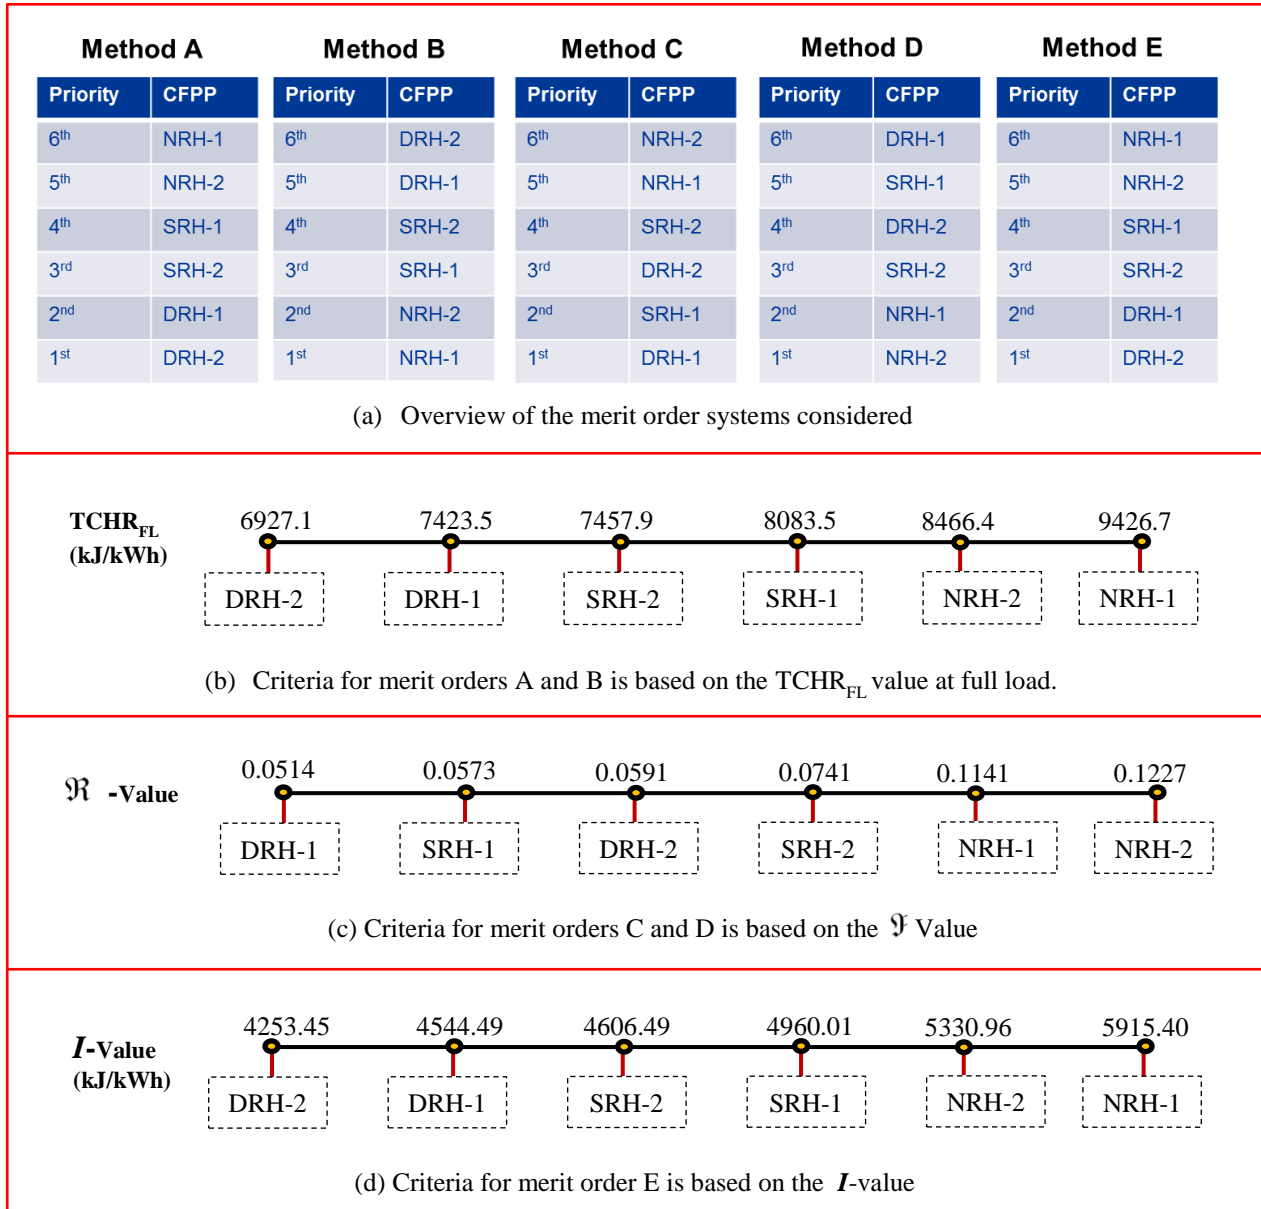 Method A Method B Method C Method D Method E
Priority CFPP Priority CFPP Priority CFPP Priority CFPP Priority CFPP
6th NRH-1 6th DRH-2 6th NRH-2 6th DRH-1 6th NRH-1
5th NRH-2 5th DRH-1 5th NRH-1 5th SRH-1 5th NRH-2
4th SRH-1 4th SRH-2 4th SRH-2 4th DRH-2 4th SRH-1
3rd SRH-2 3rd SRH-1 3rd DRH-2 3rd SRH-2 3rd SRH-2
2nd DRH-1 2nd NRH-2 2nd SRH-1 2nd NRH-1 2nd DRH-1
1st DRH-2 1st NRH-1 1st DRH-1 1st NRH-2 1st DRH-2
(a) Overview of the merit order systems considered
TCHRFL
(kJ/kWh)
6927.1 7423.5 7457.9 8083.5 8466.4 9426.7
DRH-2 DRH-1 SRH-2 SRH-1 NRH-2 NRH-1
(b) Criteria for merit orders A and B is based on the TCHRFL value at full load.
ℜ -Value
0.0514 0.0573 0.0591 0.0741 0.1141 0.1227
DRH-1 SRH-1 DRH-2 SRH-2 NRH-1 NRH-2
(c) Criteria for merit orders C and D is based on the Value
I-Value
(kJ/kWh)
4253.45 4544.49 4606.49 4960.01 5330.96 5915.40
DRH-2 DRH-1 SRH-2 SRH-1 NRH-2 NRH-1
(d) Criteria for merit order E is based on the I-value